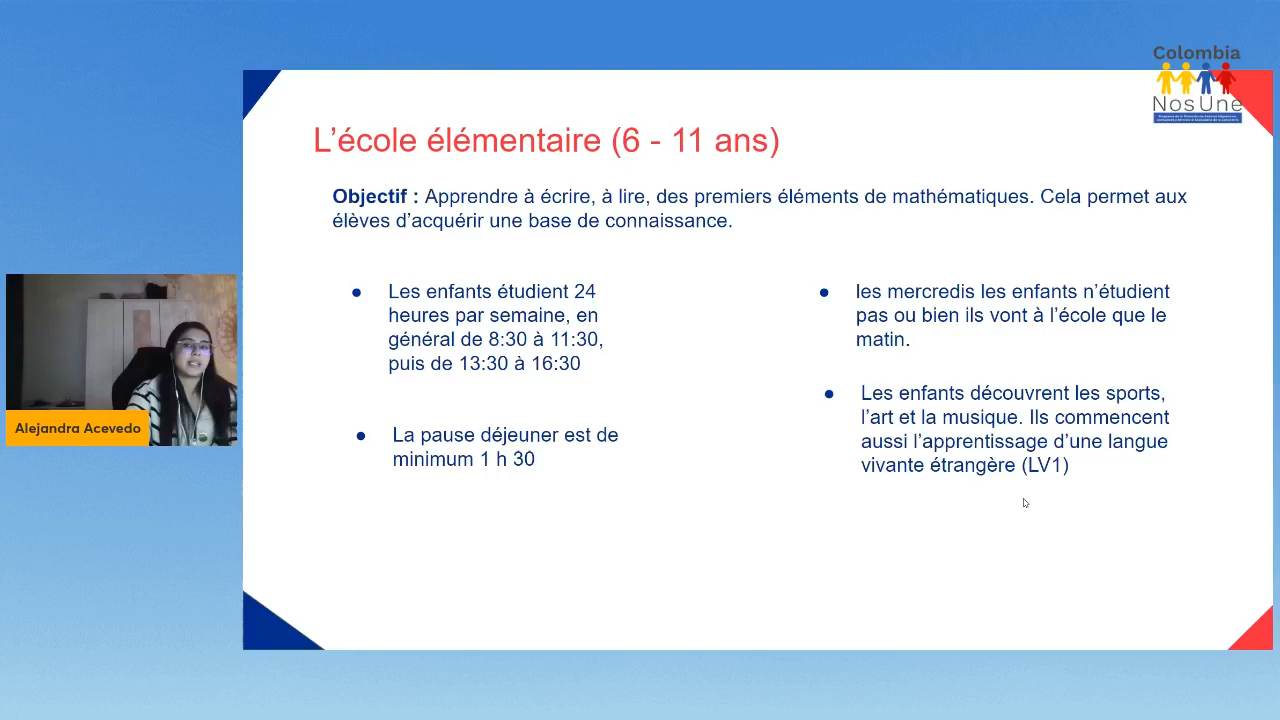 Colombia
NosUne
L'école élémentaire (6 - 11 ans)
Objectif : Apprendre à écrire, à lire, des premiers éléments de mathématiques. Cela permet aux
élèves d'acquérir une base de connaissance.
● Les enfants étudient 24
heures par semaine, en
général de 8:30 à 11:30,
puis de 13:30 à 16:30
● La pause déjeuner est de
minimum 1 h 30
● les mercredis les enfants n'étudient
pas ou bien ils vont à l'école que le
matin.
● Les enfants découvrent les sports,
l'art et la musique. Ils commencent
aussi l'apprentissage d'une langue
vivante étrangère (LV1)
Alejandra Acevedo